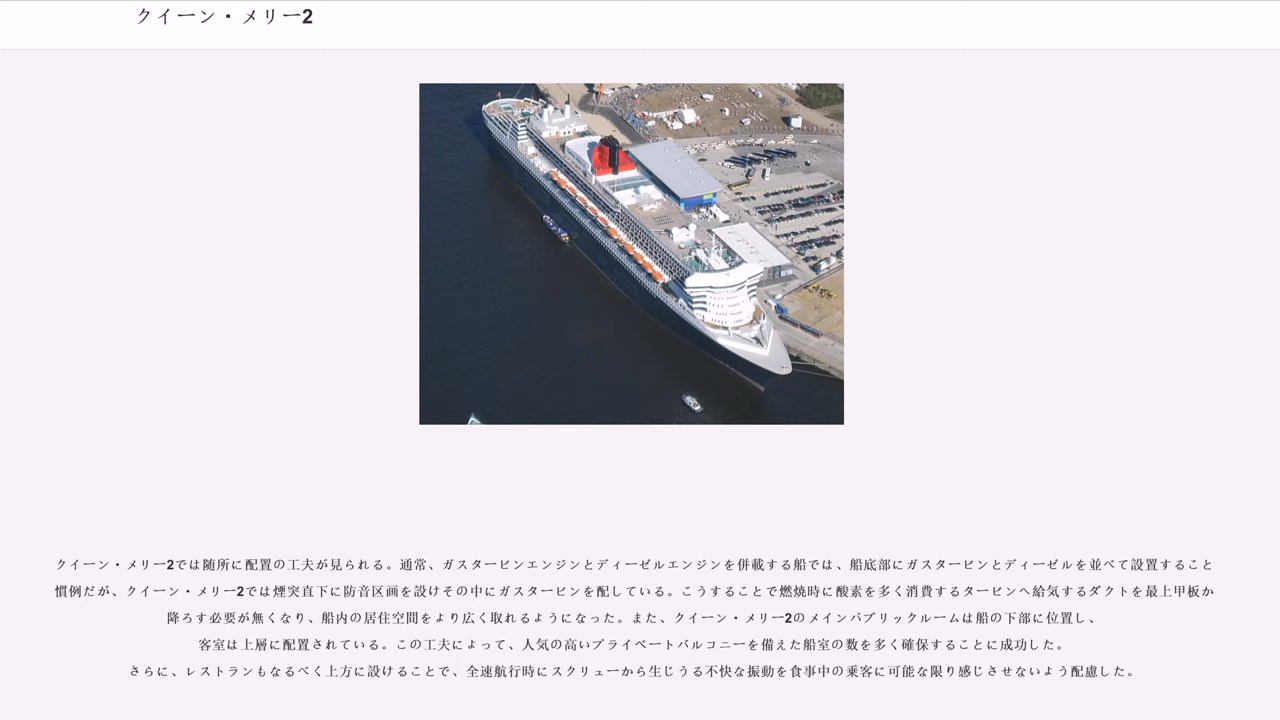 クイーン・メリー2
クイーン・メリー2では随所に配置の工夫が見られる。通常、ガスタービンエンジンとディーゼルエンジンを併載する船では、船底部にガスタービンとディーゼルを並べて設置すること
慣例だが、クイーン・メリー2では煙突直下に防音区画を設けその中にガスタービンを配している。こうすることで燃焼時に酸素を多く消費するタービンへ給気するダクトを最上甲板か
降ろす必要が無くなり、船内の居住空間をより広く取れるようになった。また、クイーン・メリー2のメインパブリックルームは船の下部に位置し、
客室は上層に配置されている。この工夫によって、人気の高いプライベートバルコニーを備えた船室の数を多く確保することに成功した。
さらに、レストランもなるべく上方に設けることで、全速航行時にスクリューから生じうる不快な振動を食事中の乗客に可能な限り感じさせないよう配慮した。